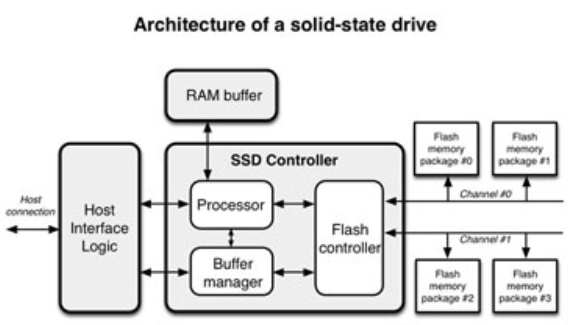 Architecture of a solid-state drive
RAM buffer
SSD Controller
Host
connection
Host
Interface
Logic
Processor
Buffer
manager
Flash
controller
Flash
memory
package #0
Flash
memory
package #1
Channel #0
Channel #1
Flash
memory
package #2
Flash
memory
package #3